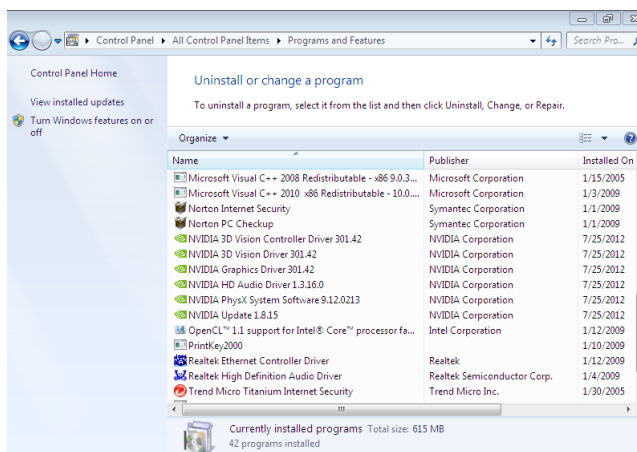 Control Panel ▸ All Control Panel Items ▸ Programs and Features
Search Pro...
Control Panel Home
View installed updates
Turn Windows features on or
off
Uninstall or change a program
To uninstall a program, select it from the list and then click Uninstall, Change, or Repair.
Organize
Name Publisher Installed On
Microsoft Visual C++ 2008 Redistributable - x86 9.0.3... Microsoft Corporation 1/15/2005
Microsoft Visual C++ 2010 x86 Redistributable - 10.0.... Microsoft Corporation 1/3/2009
Norton Internet Security Symantec Corporation 1/1/2009
Norton PC Checkup Symantec Corporation 1/1/2009
NVIDIA 3D Vision Controller Driver 301.42 NVIDIA Corporation 7/25/2012
NVIDIA 3D Vision Driver 301.42 NVIDIA Corporation 7/25/2012
NVIDIA Graphics Driver 301.42 NVIDIA Corporation 7/25/2012
NVIDIA HD Audio Driver 1.3.16.0 NVIDIA Corporation 7/25/2012
NVIDIA PhysX System Software 9.12.0213 NVIDIA Corporation 7/25/2012
NVIDIA Update 1.8.15 NVIDIA Corporation 7/25/2012
OpenCL™ 1.1 support for Intel® Core™ processor fa... Intel Corporation 1/12/2009
PrintKey2000 1/10/2009
Realtek Ethernet Controller Driver Realtek 1/12/2009
Realtek High Definition Audio Driver Realtek Semiconductor Corp. 1/4/2009
Trend Micro Titanium Internet Security Trend Micro Inc. 1/30/2005
Currently installed programs Total size: 615 MB
42 programs installed